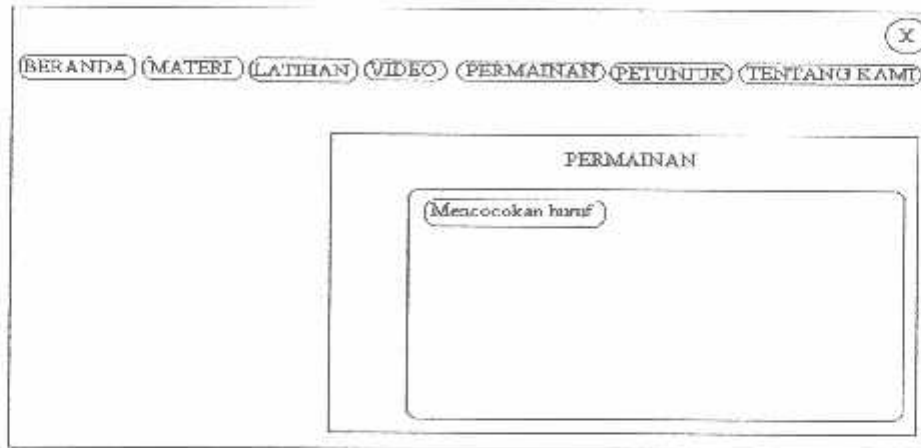 X
BERANDA MATERI LATIHAN VIDEO PERMAINAN PETUNJUK TENTANG KAMI
PERMAINAN
Mencocokan huruf